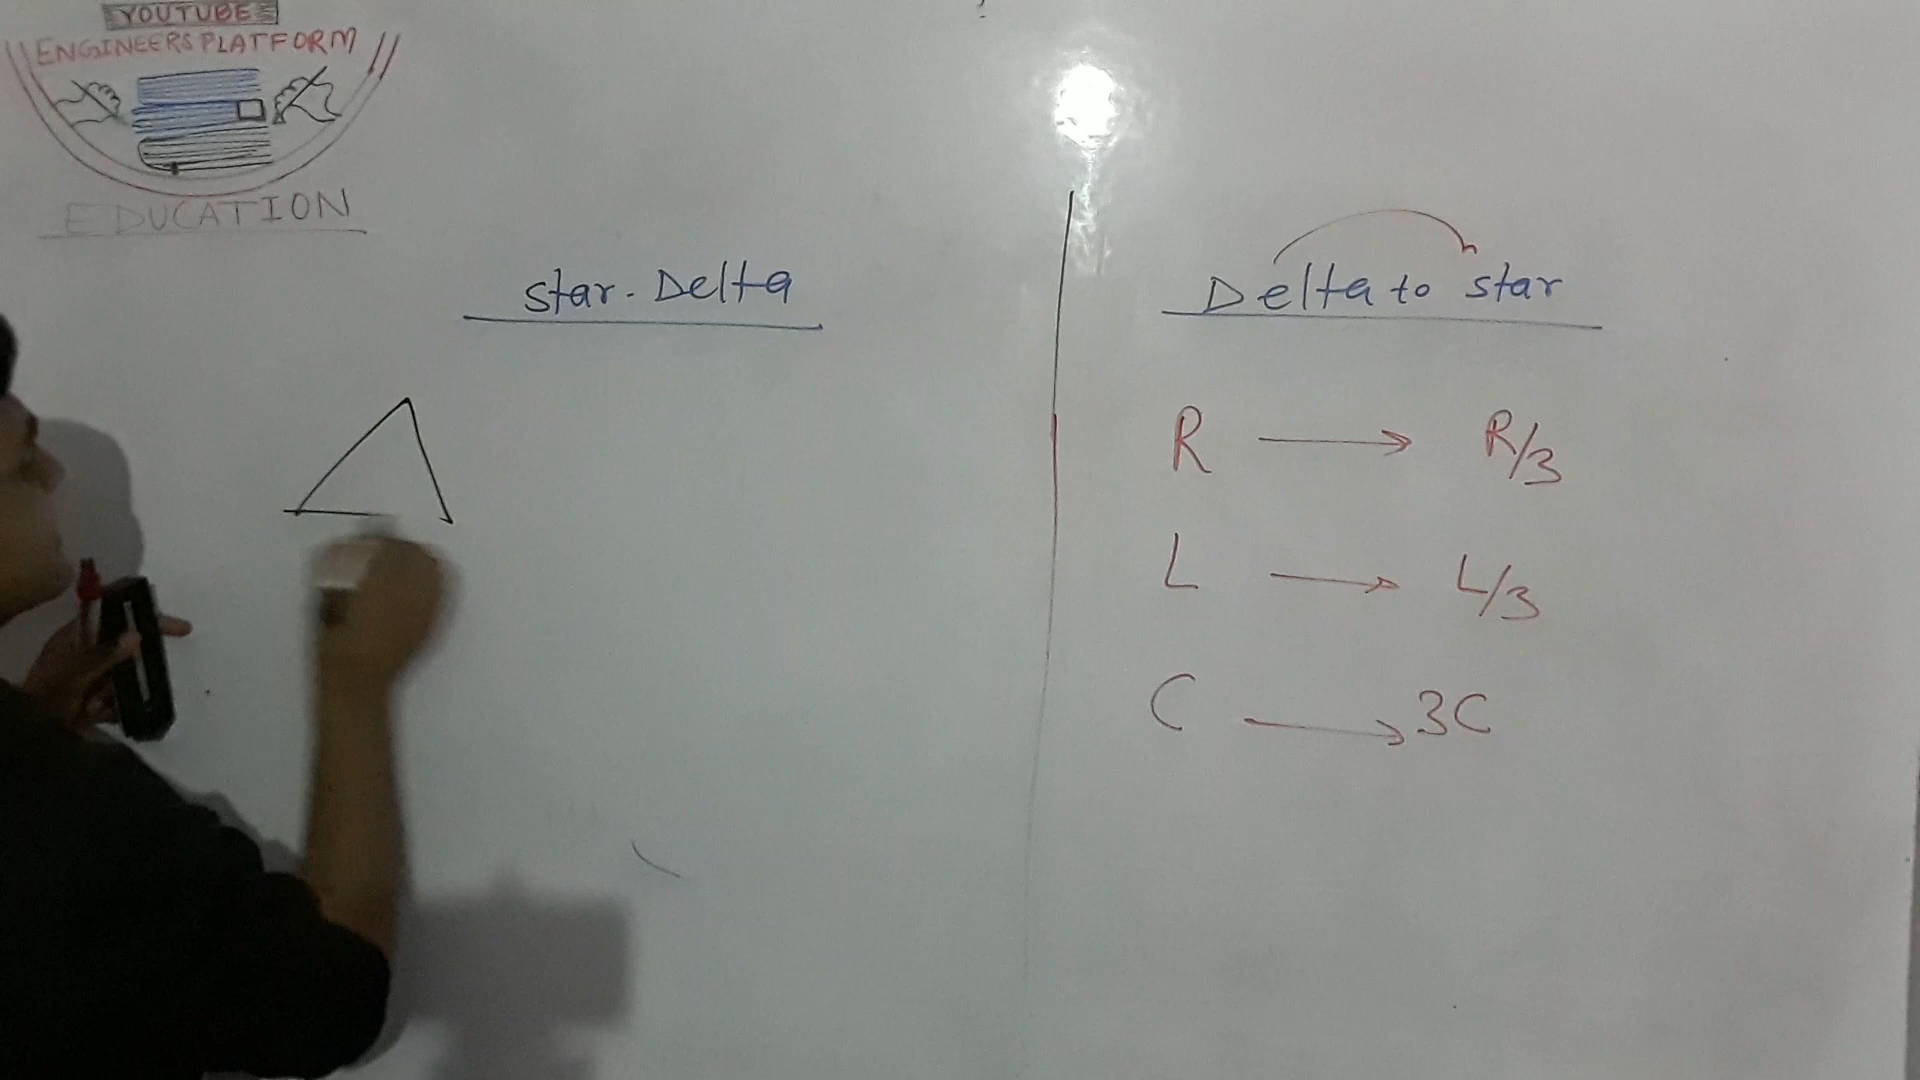 YOUTUBE
ENGINEERS PLATFORM
EDUCATION
Star - Delta
Delta to star
R → R/3
L → L/3
C → 3C